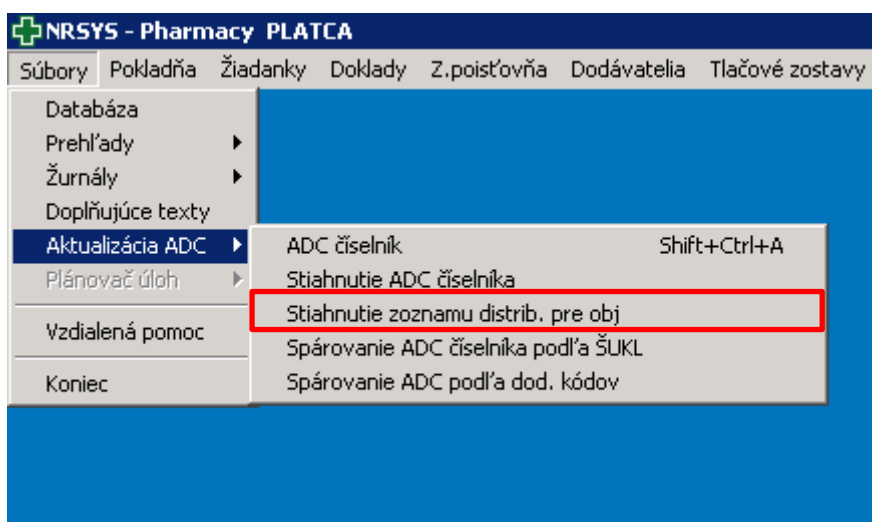 NRSYS - Pharmacy PLATCA
Súbory Pokladňa Žiadanky Doklady Z.poisťovňa Dodávatelia Tlačové zostavy
Databáza
Prehľady
Žurnály
Doplňujúce texty
Aktualizácia ADC
Plánovač úloh
Vzdialená pomoc
Koniec
ADC číselník Shift+Ctrl+A
Stiahnutie ADC číselníka
Stiahnutie zoznamu distrib. pre obj
Spárovanie ADC číselníka podľa ŠUKL
Spárovanie ADC podľa dod. kódov